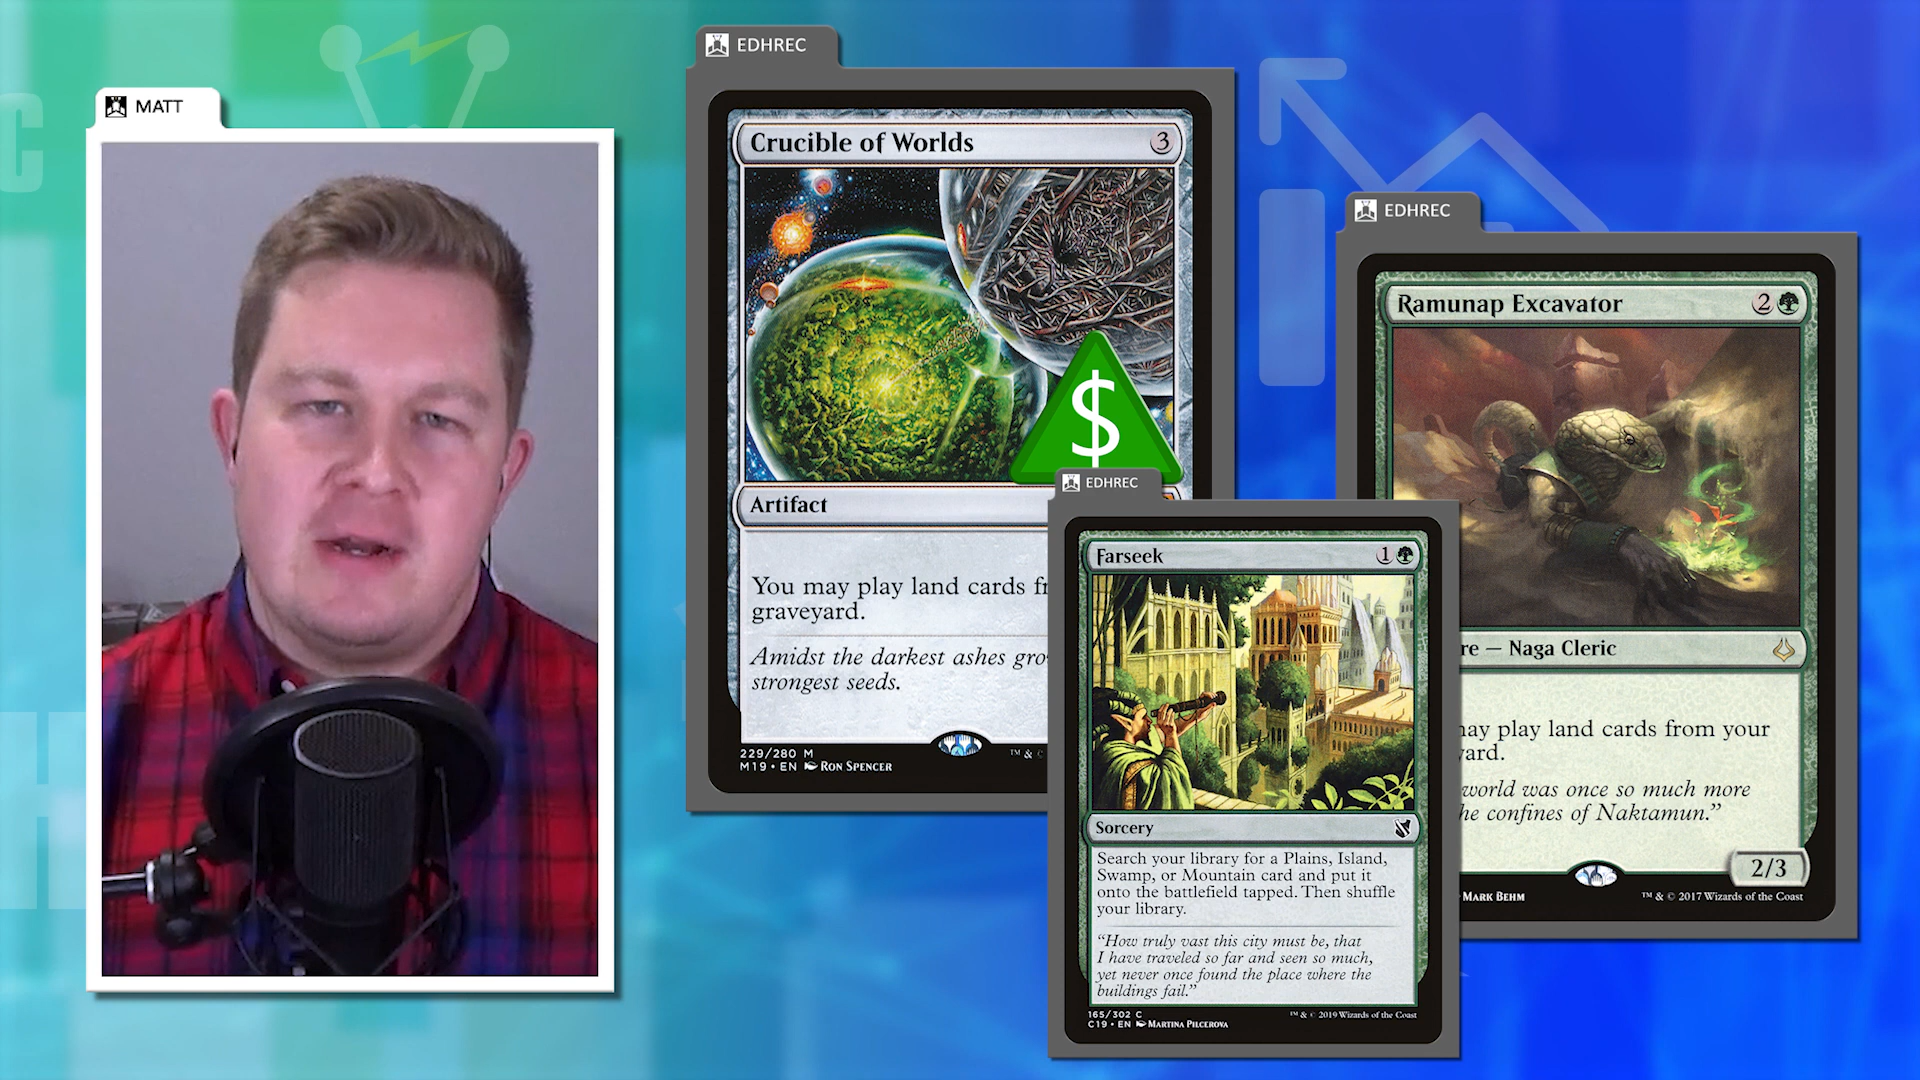 MATT
EDHREC
Crucible of Worlds 3
$
Artifact
You may play land cards
graveyard.
Amidst the darkest ashes
strongest seeds.
229/280 M
M19 • EN RON SPENCER
™ &
EDHREC
Farseek 1
Sorcery
Search your library for a Plains, Island,
Swamp, or Mountain card and put it
onto the battlefield tapped. Then shuffle
your library.
“How truly vast this city must be, that
I have traveled so far and seen so much,
yet never once found the place where the
buildings fail.”
165/302 C
C19 • EN MARTINA PILCEROVA
™ & © 2019 Wizards of the Coast
EDHREC
Ramunap Excavator 2
— Naga Cleric
play land cards from your
world was once so much more
confines of Naktamun.”
2/3
MARK BEHM
™ & © 2017 Wizards of the Coast